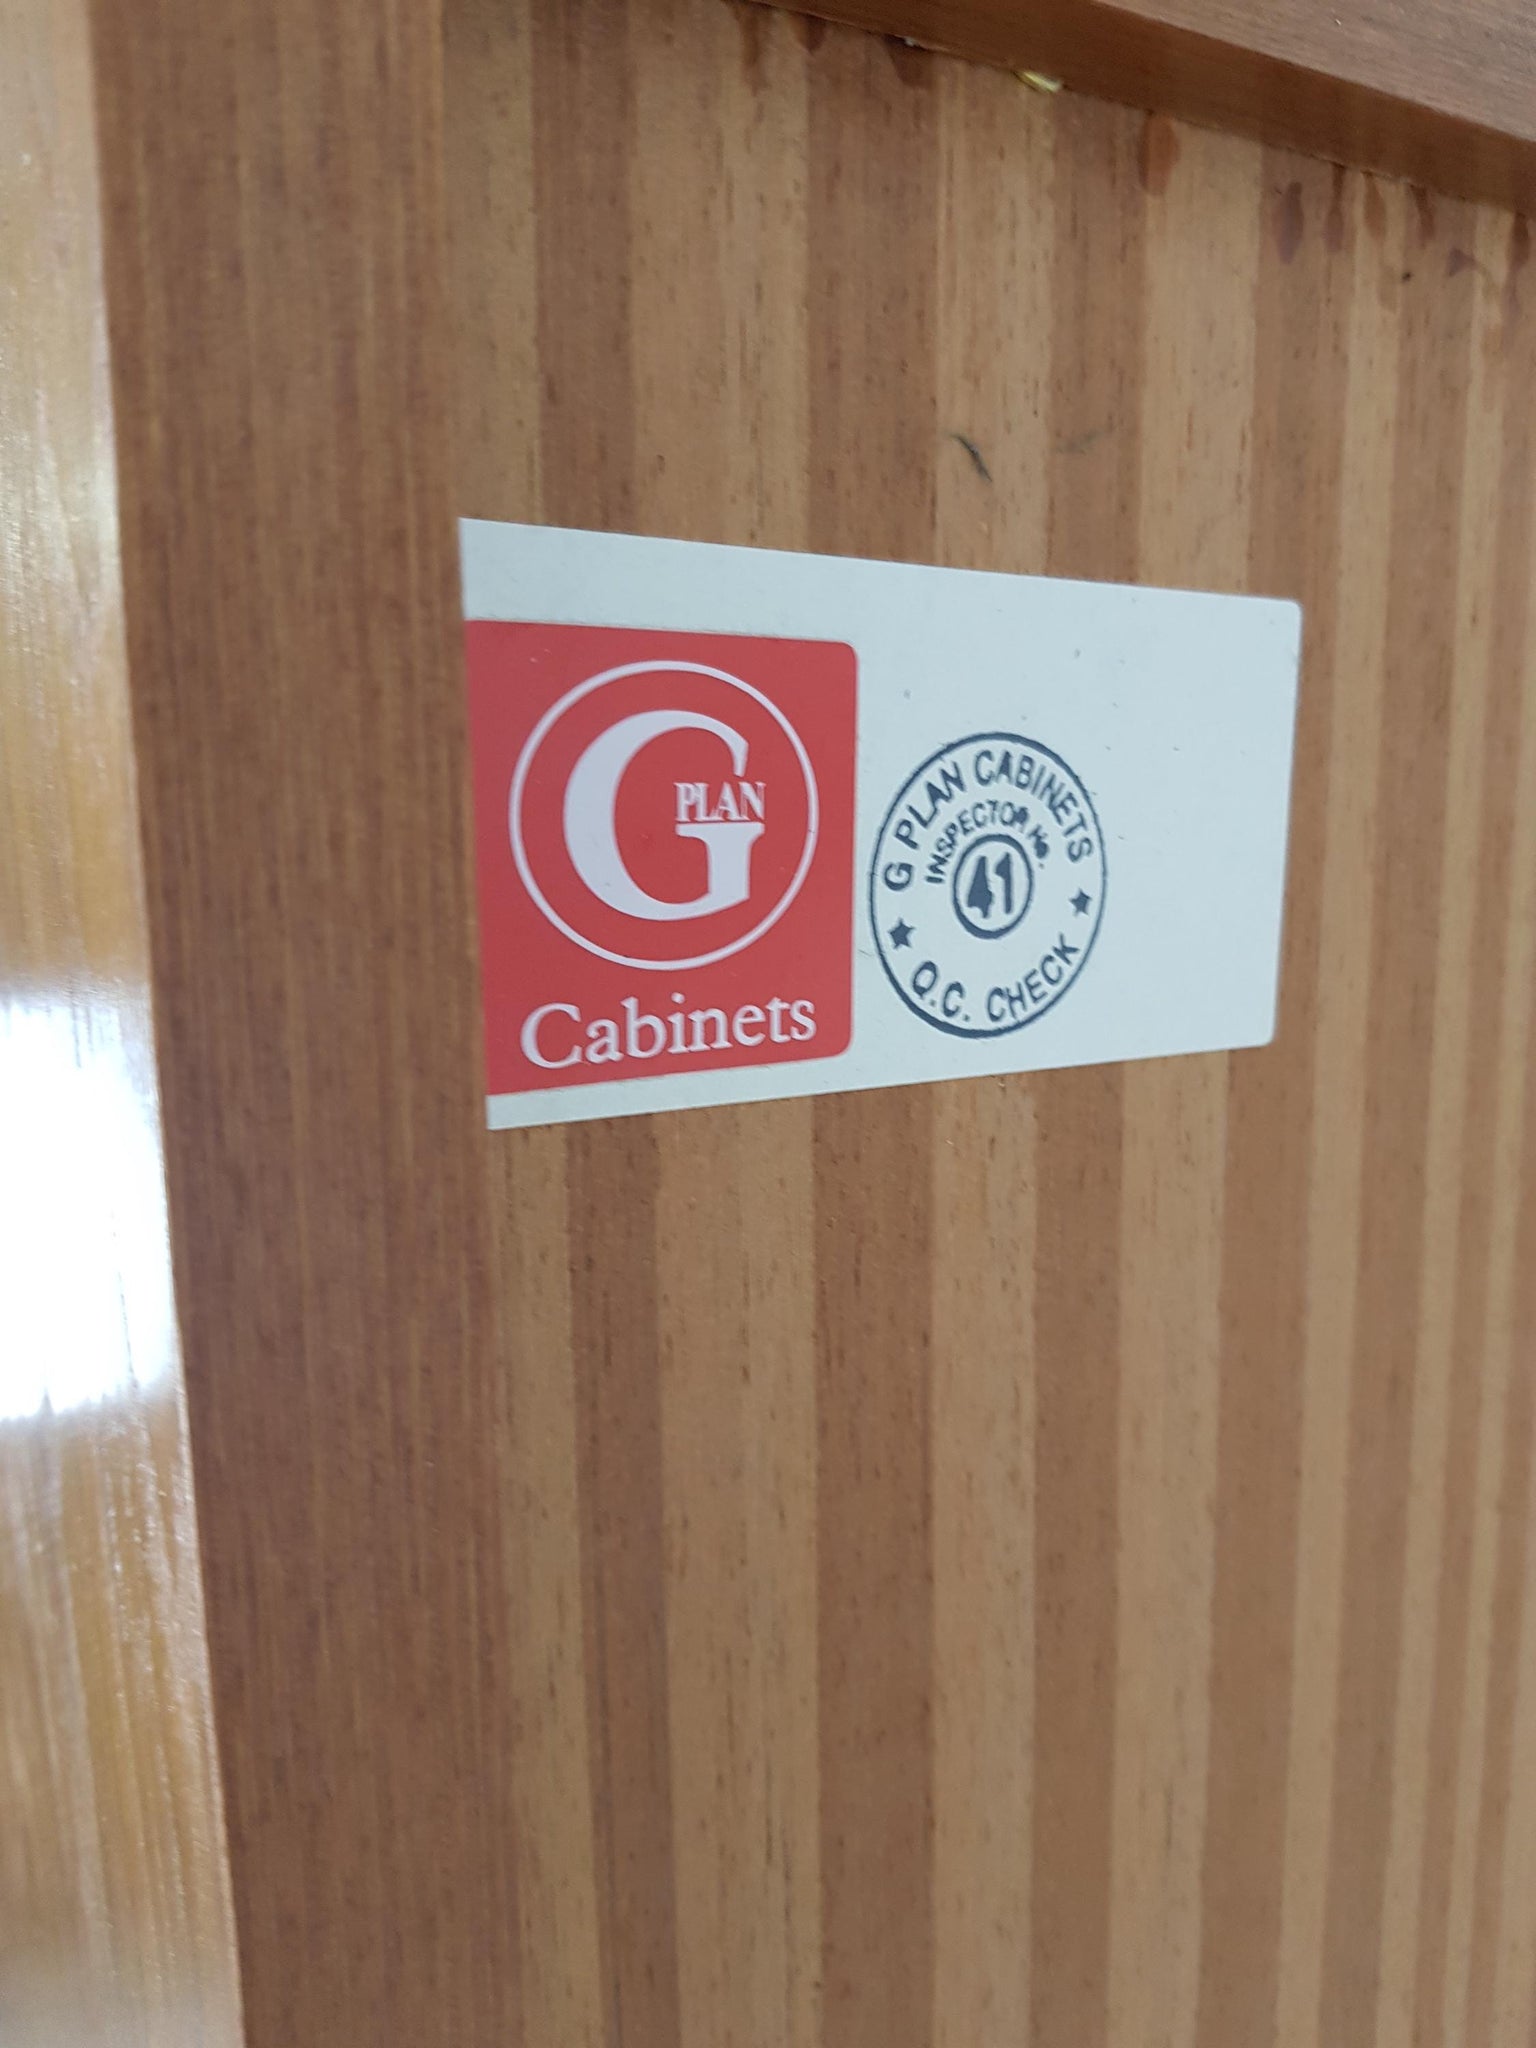 G
PLAN
Cabinets
G PLAN CABINETS
INSPECTOR No.
41
★ Q.C. CHECK ★